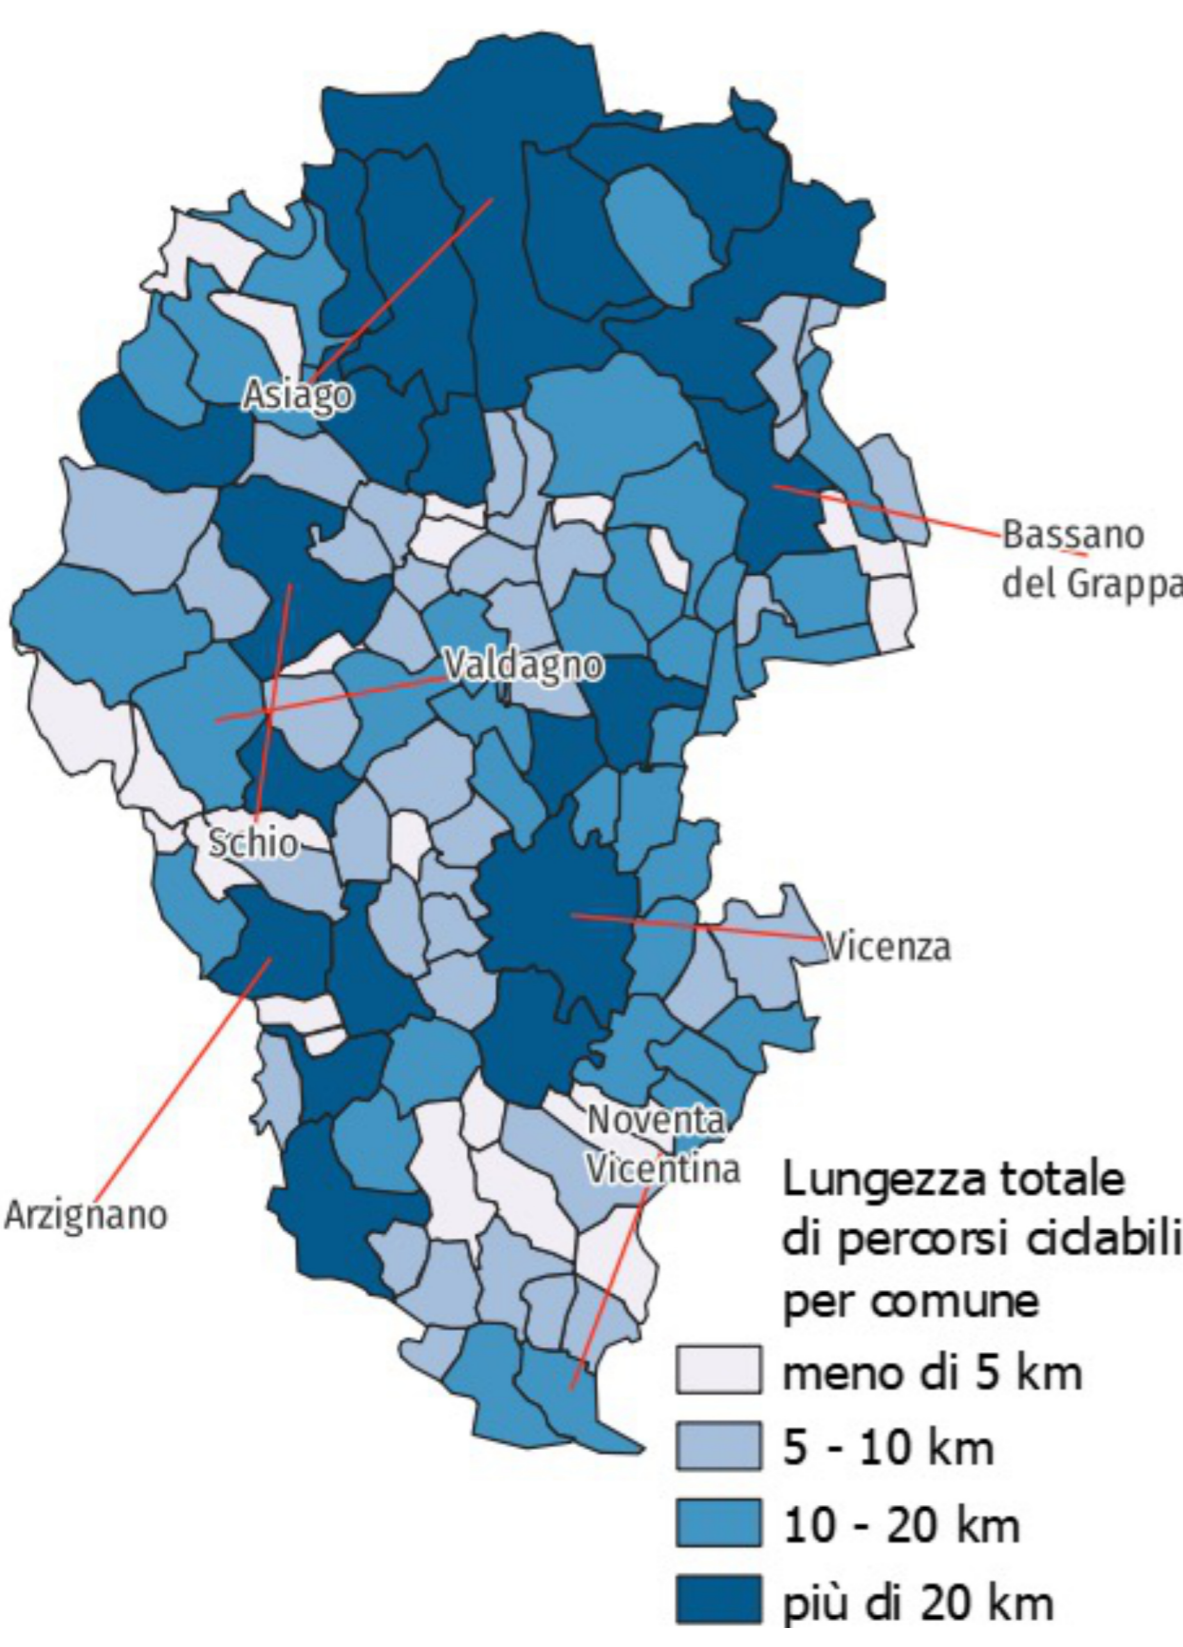 Asiago
Bassano
del Grappa
Valdagno
Schio
Vicenza
Noventa
Vicentina
Arzignano
Lungezza totale
di percorsi ciclabili
per comune
meno di 5 km
5 - 10 km
10 - 20 km
più di 20 km